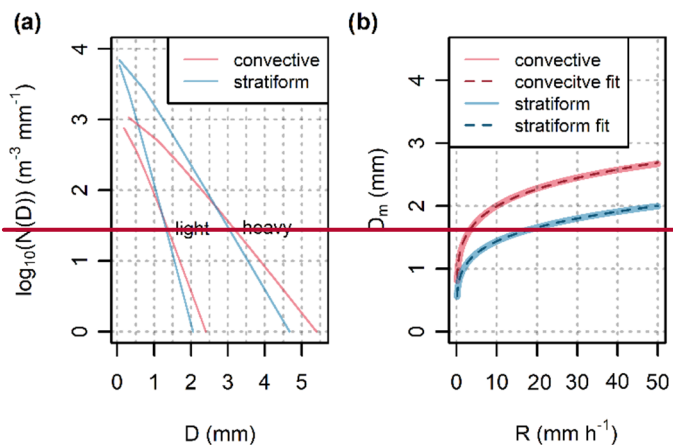 (a)
convective
stratiform
log10(N(D)) (m-3 mm-1)
4
3
2
1
0
light
heavy
0 1 2 3 4 5
D (mm)
(b)
convective
convecitve fit
stratiform
stratiform fit
Dm (mm)
4
3
2
1
0
0 10 20 30 40 50
R (mm h-1)